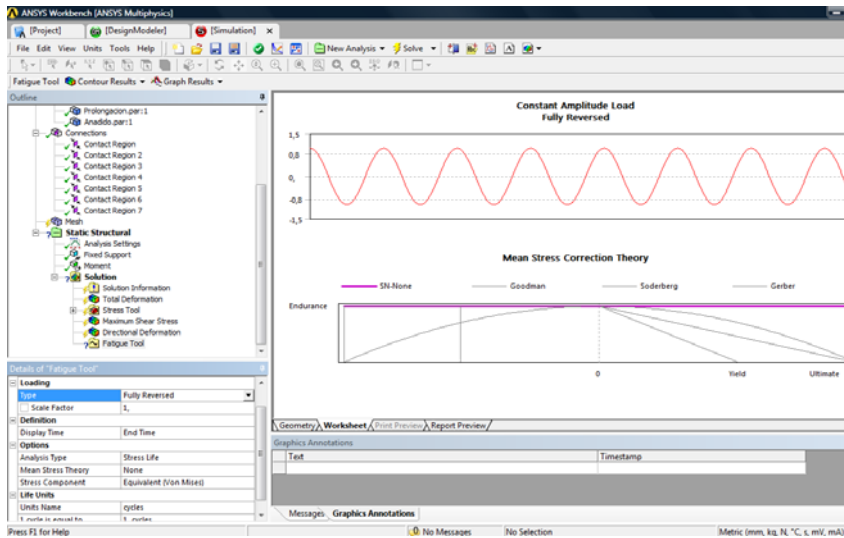 ANSYS Workbench [ANSYS Multiphysics]
[Project] [DesignModeler] [Simulation] ×
File Edit View Units Tools Help New Analysis Solve
Fatigue Tool Contour Results Graph Results
Outline
Prolongacion.par:1
Anadido.par:1
Connections
Contact Region
Contact Region 2
Contact Region 3
Contact Region 4
Contact Region 5
Contact Region 6
Contact Region 7
Mesh
Static Structural
Analysis Settings
Fixed Support
Moment
Solution
Solution Information
Total Deformation
Stress Tool
Maximum Shear Stress
Directional Deformation
Fatigue Tool
Details of "Fatigue Tool"
Loading
Type Fully Reversed
Scale Factor 1,
Definition
Display Time End Time
Options
Analysis Type Stress Life
Mean Stress Theory None
Stress Component Equivalent (Von Mises)
Life Units
Units Name cycles
1 cycle is equal to 1, cycles
Constant Amplitude Load
Fully Reversed
1,5
0,8
0,
-0,8
-1,5
Mean Stress Correction Theory
SN-None Goodman Soderberg Gerber
Endurance
0 Yield Ultimate
Geometry Worksheet Print Preview Report Preview
Graphics Annotations
Text Timestamp
Messages Graphics Annotations
Press F1 for Help 0 No Messages No Selection Metric (mm, kg, N, °C, s, mV, mA)